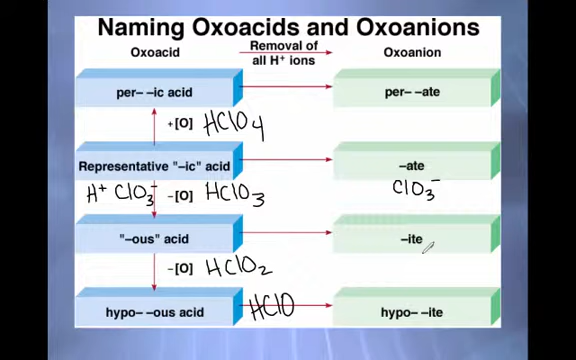 Naming Oxoacids and Oxoanions
Oxoacid
Removal of
all H⁺ ions
Oxoanion
per– –ic acid
per– –ate
+[O] HClO₄
Representative "–ic" acid
–ate
H⁺ ClO₃⁻ –[O] HClO₃
ClO₃⁻
"–ous" acid
–ite
–[O] HClO₂
hypo– –ous acid
HClO
hypo– –ite